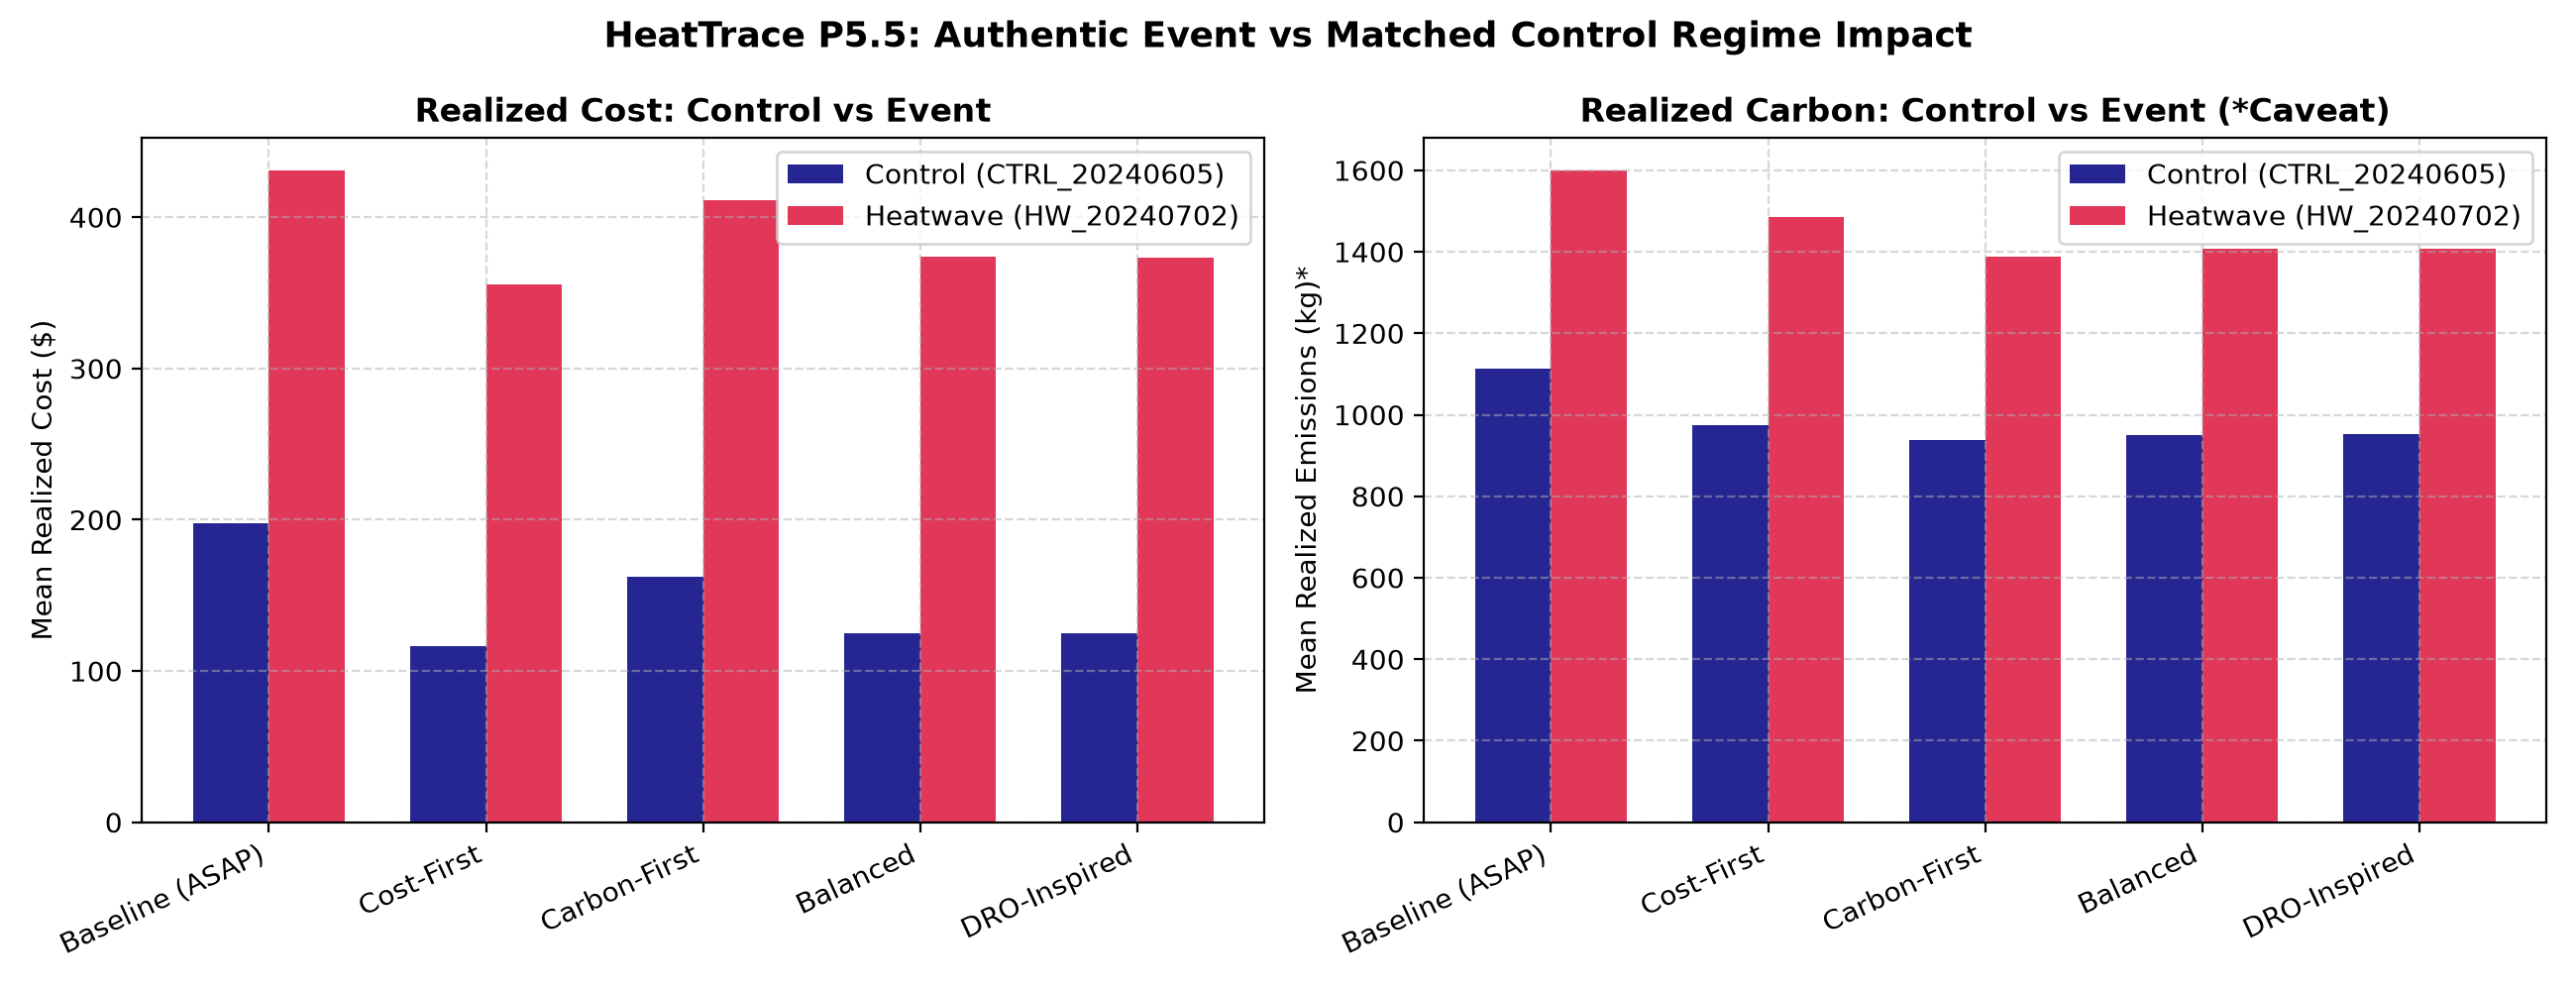 HeatTrace P5.5: Authentic Event vs Matched Control Regime Impact
Realized Cost: Control vs Event
Mean Realized Cost ($)
400
300
200
100
0
Control (CTRL_20240605)
Heatwave (HW_20240702)
Baseline (ASAP)
Cost-First
Carbon-First
Balanced
DRO-Inspired
Realized Carbon: Control vs Event (*Caveat)
Mean Realized Emissions (kg)*
1600
1400
1200
1000
800
600
400
200
0
Control (CTRL_20240605)
Heatwave (HW_20240702)
Baseline (ASAP)
Cost-First
Carbon-First
Balanced
DRO-Inspired